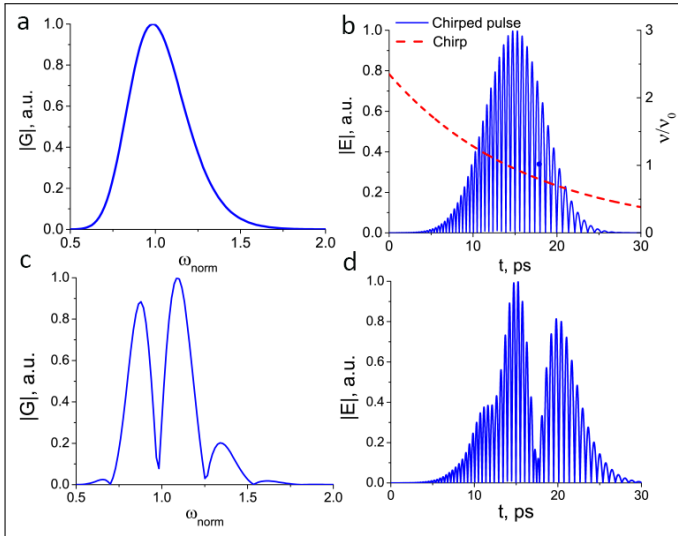 a
|G|, a.u.
1.0
0.8
0.6
0.4
0.2
0.0
0.5 1.0 1.5 2.0
ω_norm
b
Chirped pulse
Chirp
|E|, a.u.
1.0
0.8
0.6
0.4
0.2
0.0
0 10 20 30
t, ps
3
2
1
0
ν/ν₀
c
|G|, a.u.
1.0
0.8
0.6
0.4
0.2
0.0
0.5 1.0 1.5 2.0
ω_norm
d
|E|, a.u.
1.0
0.8
0.6
0.4
0.2
0.0
0 10 20 30
t, ps